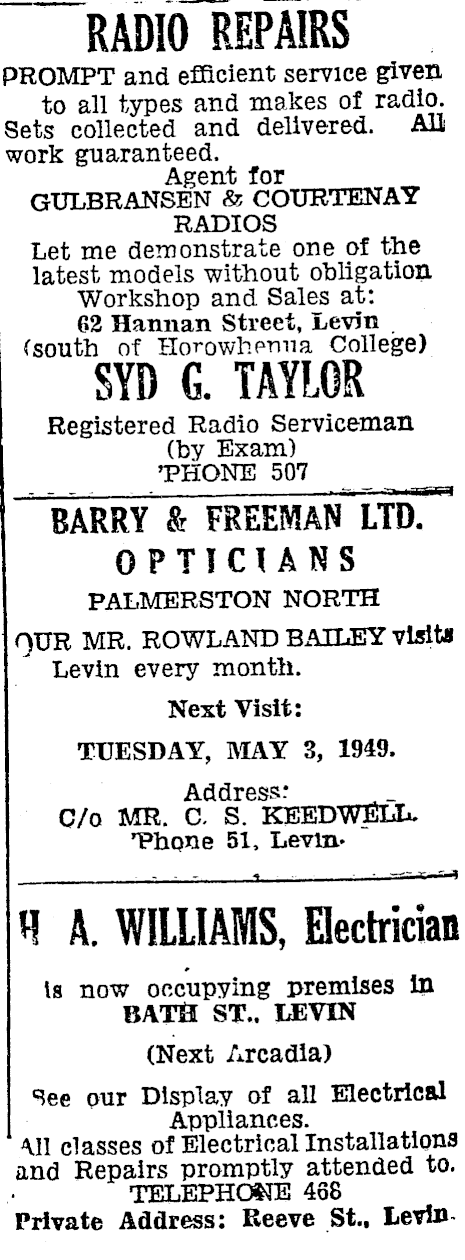 RADIO REPAIRS
PROMPT and efficient service given
to all types and makes of radio.
Sets collected and delivered. All
work guaranteed.
Agent for
GULBRANSEN & COURTENAY
RADIOS
Let me demonstrate one of the
latest models without obligation
Workshop and Sales at:
62 Hannan Street, Levin
(south of Horowhenua College)
SYD G. TAYLOR
Registered Radio Serviceman
(by Exam)
'PHONE 507
BARRY & FREEMAN LTD.
OPTICIANS
PALMERSTON NORTH
OUR MR. ROWLAND BAILEY visits
Levin every month.
Next Visit:
TUESDAY, MAY 3, 1949.
Address:
C/o MR. C. S. KEEDWELL.
'Phone 51, Levin.
H A. WILLIAMS, Electrician
is now occupying premises in
BATH ST., LEVIN
(Next Arcadia)
See our Display of all Electrical
Appliances.
All classes of Electrical Installations
and Repairs promptly attended to.
TELEPHONE 468
Private Address: Reeve St., Levin.